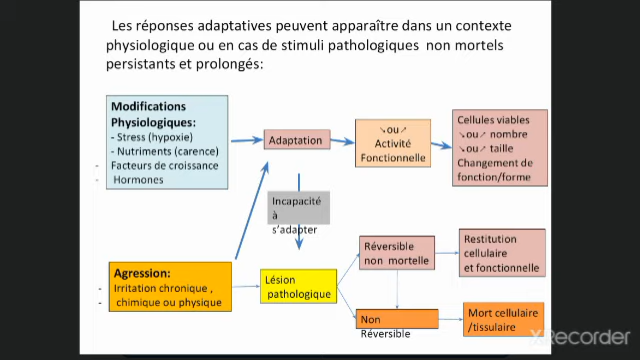 Les réponses adaptatives peuvent apparaître dans un contexte
physiologique ou en cas de stimuli pathologiques non mortels
persistants et prolongés:
Modifications
Physiologiques:
- Stress (hypoxie)
- Nutriments (carence)
- Facteurs de croissance
- Hormones
Adaptation
↘ou↗
Activité
Fonctionnelle
Cellules viables
↘ou↗ nombre
↘ou↗ taille
Changement de
fonction/forme
Incapacité
à
s'adapter
Agression:
- Irritation chronique ,
- chimique ou physique
Lésion
pathologique
Réversible
non mortelle
Restitution
cellulaire
et fonctionnelle
Non
Réversible
Mort cellulaire
/tissulaire
XRecorder